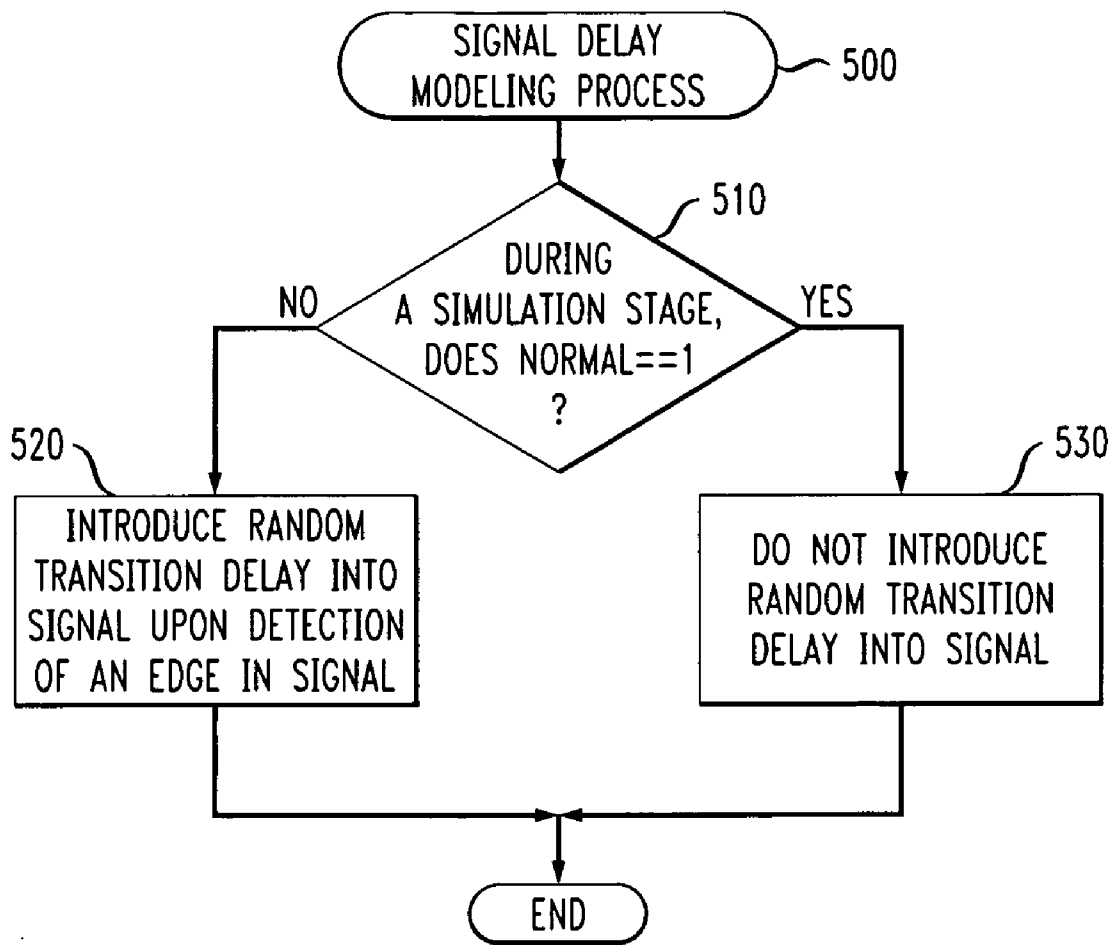 SIGNAL DELAY
MODELING PROCESS
500
510
DURING
A SIMULATION STAGE,
DOES NORMAL==1
?
NO
YES
520
INTRODUCE RANDOM
TRANSITION DELAY INTO
SIGNAL UPON DETECTION
OF AN EDGE IN SIGNAL
530
DO NOT INTRODUCE
RANDOM TRANSITION
DELAY INTO SIGNAL
END